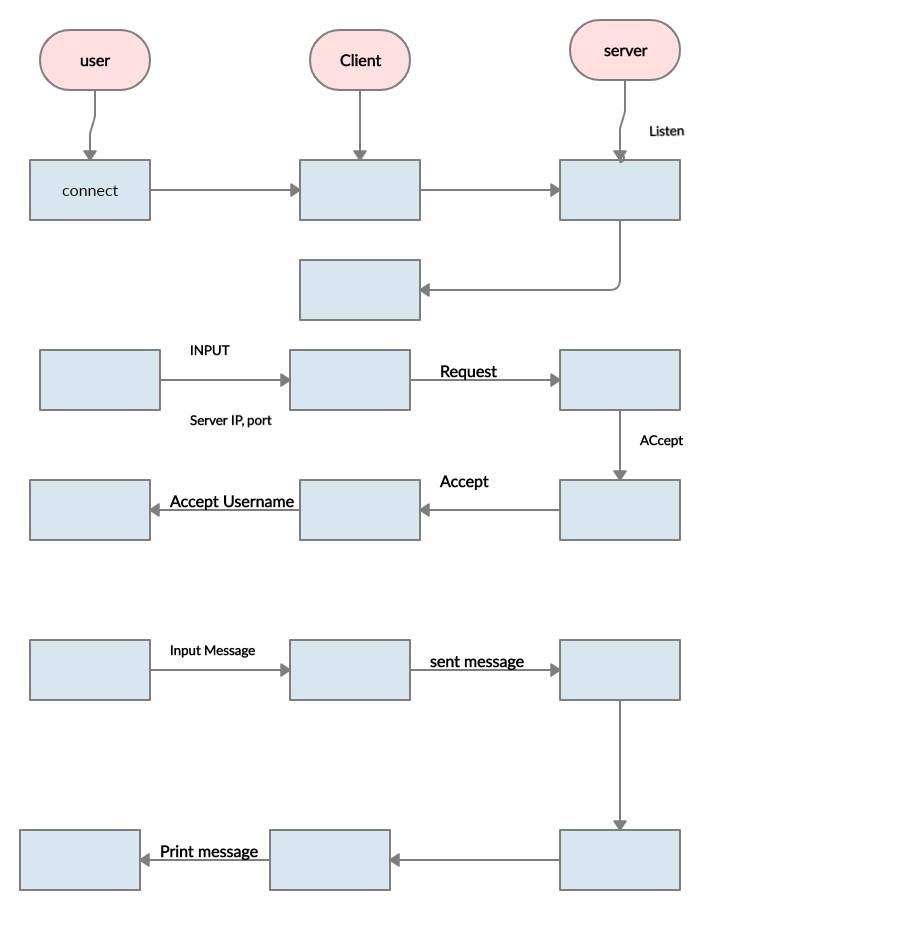 user
Client
server
Listen
connect
INPUT
Request
Server IP, port
ACcept
Accept
Accept Username
Input Message
sent message
Print message